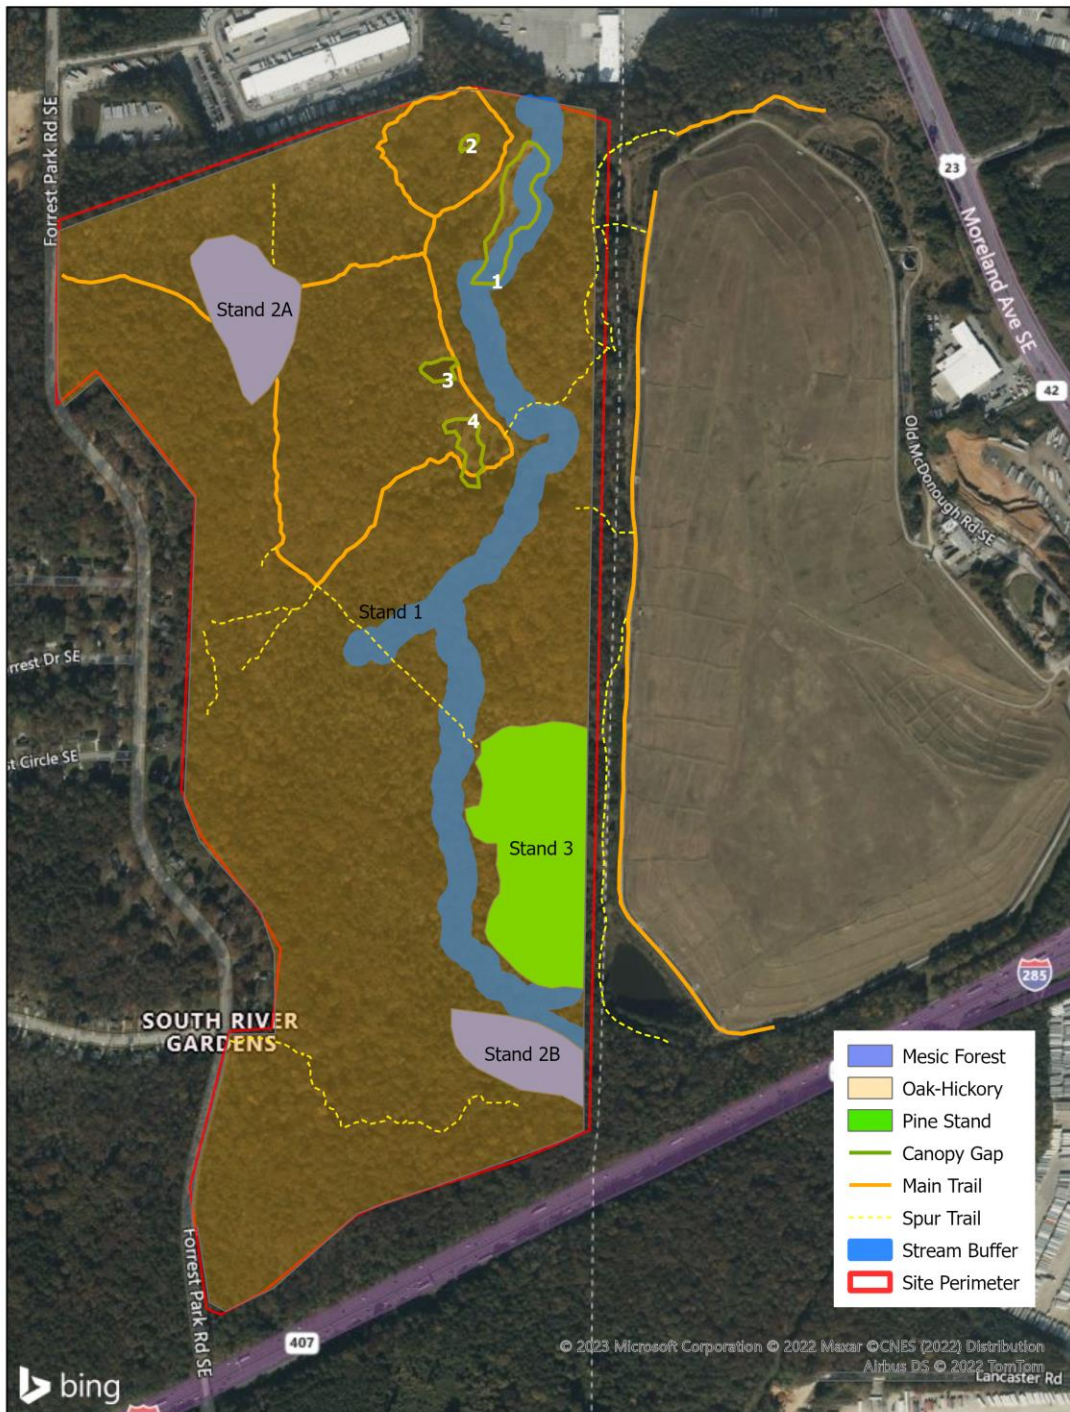 Forrest Park Rd SE
2
23
Moreland Ave SE
1
Stand 2A
3
42
4
Old McDonough Rd SE
Stand 1
rrest Dr SE
st Circle SE
Stand 3
285
SOUTH RIVER
GARDENS
Stand 2B
Mesic Forest
Oak-Hickory
Pine Stand
Canopy Gap
Main Trail
Spur Trail
Stream Buffer
Site Perimeter
Forrest Park Rd SE
407
© 2023 Microsoft Corporation © 2022 Maxar ©CNES (2022) Distribution
Airbus DS © 2022 TomTom
Lancaster Rd
bing